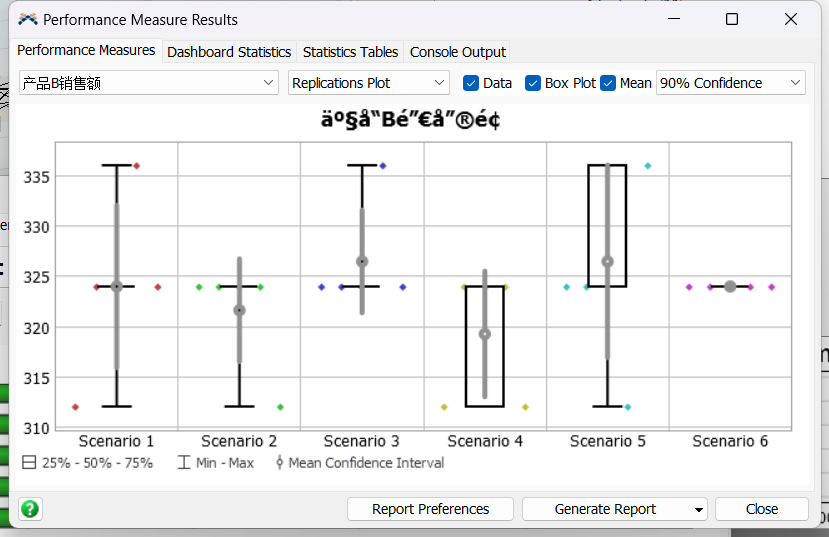 Performance Measure Results
Performance Measures Dashboard Statistics Statistics Tables Console Output
产品B销售额 Replications Plot Data Box Plot Mean 90% Confidence
äº§å“Bé”€å”®é¢
335
330
325
320
315
310
Scenario 1 Scenario 2 Scenario 3 Scenario 4 Scenario 5 Scenario 6
25% - 50% - 75% Min - Max Mean Confidence Interval
Report Preferences Generate Report Close